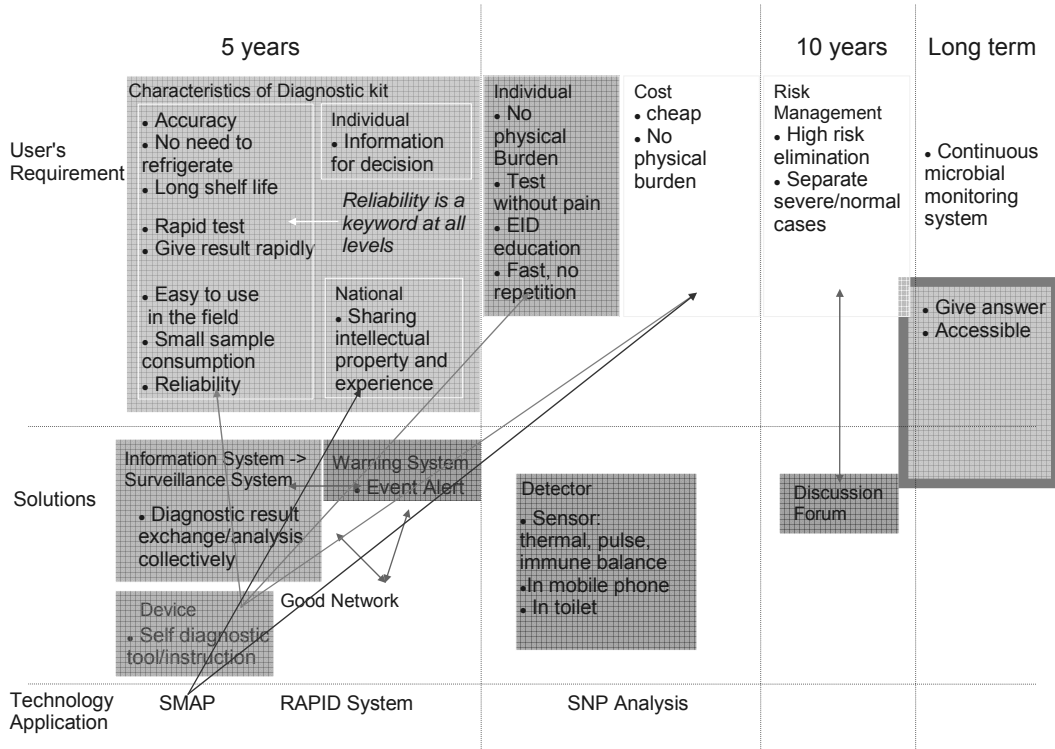 5 years
10 years
Long term
User's
Requirement
Characteristics of Diagnostic kit
• Accuracy
• No need to
refrigerate
• Long shelf life
• Rapid test
• Give result rapidly
• Easy to use
in the field
• Small sample
consumption
• Reliability
Individual
• Information
for decision
Reliability is a
keyword at all
levels
National
• Sharing
intellectual
property and
experience
Individual
• No
physical
Burden
• Test
without pain
• EID
education
• Fast, no
repetition
Cost
• cheap
• No
physical
burden
Risk
Management
• High risk
elimination
• Separate
severe/normal
cases
• Continuous
microbial
monitoring
system
• Give answer
• Accessible
Solutions
Information System ->
Surveillance System
• Diagnostic result
exchange/analysis
collectively
Warning System
• Event Alert
Good Network
Device
• Self diagnostic
tool/instruction
Detector
• Sensor:
thermal, pulse,
immune balance
• In mobile phone
• In toilet
Discussion
Forum
Technology
Application
SMAP
RAPID System
SNP Analysis